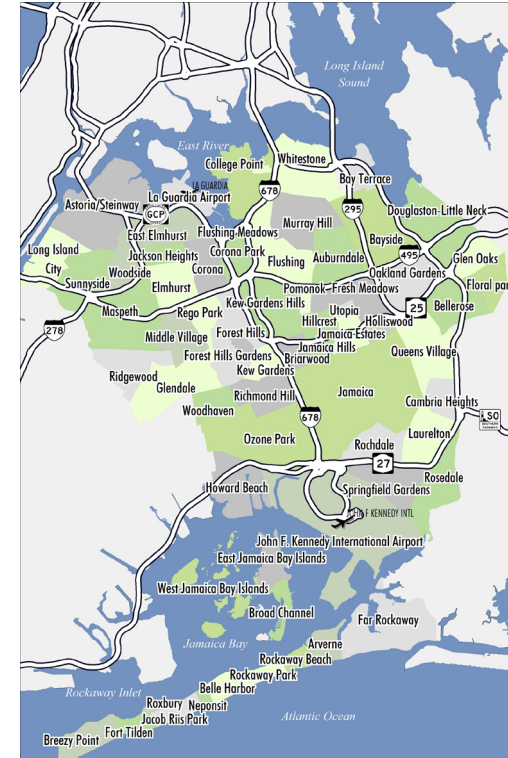 Long Island
Sound
East River
College Point
Whitestone
LA GUARDIA
678
Bay Terrace
La Guardia Airport
Astoria/Steinway
GCP
295
Douglaston-Little Neck
Murray Hill
Flushing Meadows
East Elmhurst
Bayside
Long Island
City
Jackson Heights
Corona Park
495
Auburndale
Glen Oaks
Woodside
Corona
Flushing
Oakland Gardens
Sunnyside
Elmhurst
Pomonok
Fresh Meadows
Floral par
Maspeth
Kew Gardens Hills
Rego Park
Utopia
25
Bellerose
Hillcrest
Holliswood
278
Forest Hills
Jamaica Estates
Middle Village
Jamaica Hills
Queens Village
Forest Hills Gardens
Briarwood
Kew Gardens
Ridgewood
Glendale
Richmond Hill
Jamaica
Cambria Heights
Woodhaven
678
SO
Laurelton
Ozone Park
Rochdale
27
Rosedale
Howard Beach
Springfield Gardens
JOHN F KENNEDY INTL
John F. Kennedy International Airport
East Jamaica Bay Islands
West Jamaica Bay Islands
Broad Channel
Far Rockaway
Jamaica Bay
Arverne
Rockaway Beach
Rockaway Park
Rockaway Inlet
Belle Harbor
Roxbury
Neponsit
Jacob Riis Park
Atlantic Ocean
Fort Tilden
Breezy Point